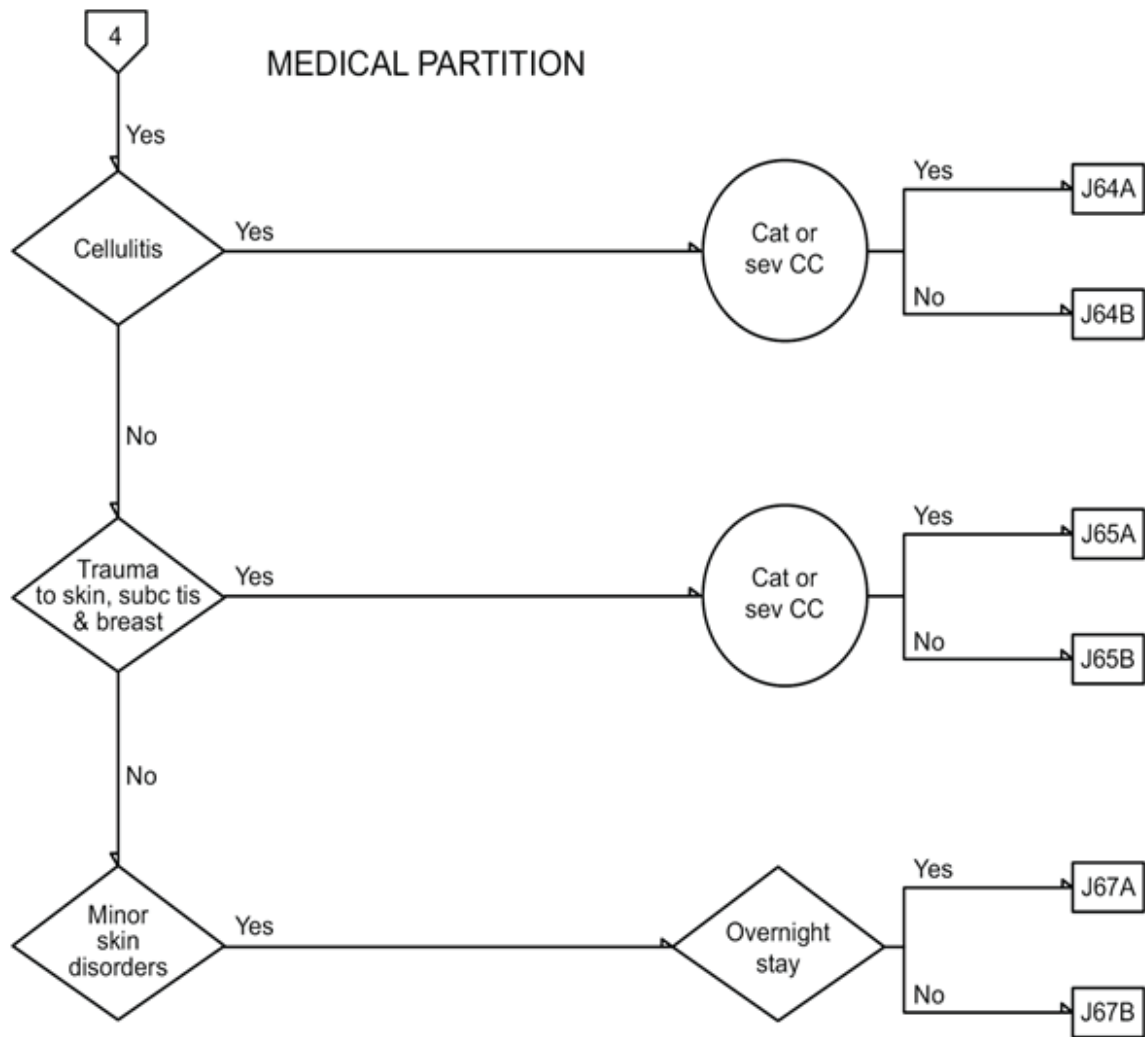 4
MEDICAL PARTITION
Yes
Cellulitis
Yes
Cat or
sev CC
Yes
J64A
No
J64B
No
Trauma
to skin, subc tis
& breast
Yes
Cat or
sev CC
Yes
J65A
No
J65B
No
Minor
skin
disorders
Yes
Overnight
stay
Yes
J67A
No
J67B